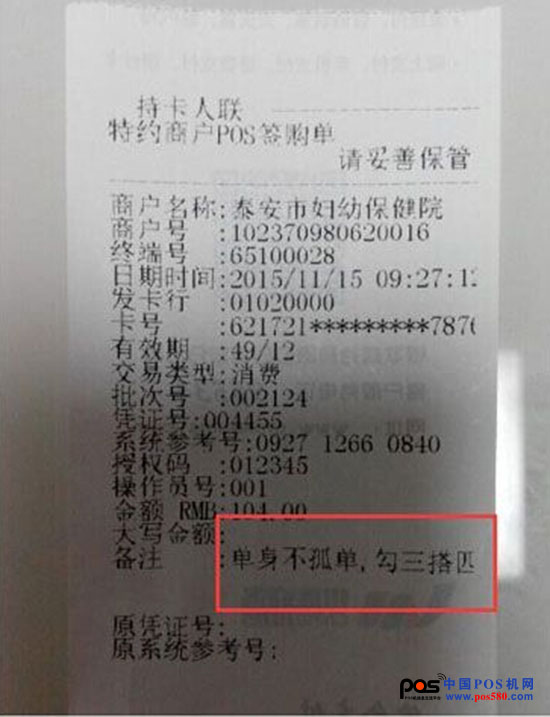 持卡人联
特约商户POS签购单
请妥善保管
商户名称:泰安市妇幼保健院
商户号 :102370980620016
终端号 :65100028
日期时间:2015/11/15 09:27:12
发卡行 :01020000
卡号 :621721*********7876
有效期 :49/12
交易类型:消费
批次号 :002124
凭证号:004455
系统参考号:0927 1266 0840
授权码 :012345
操作员号:001
金额 RMB:104.00
大写金额:
备注 :单身不孤单,勾三搭四
原凭证号:
原系统参考号:
pos 中国POS机网
www.pos580.com